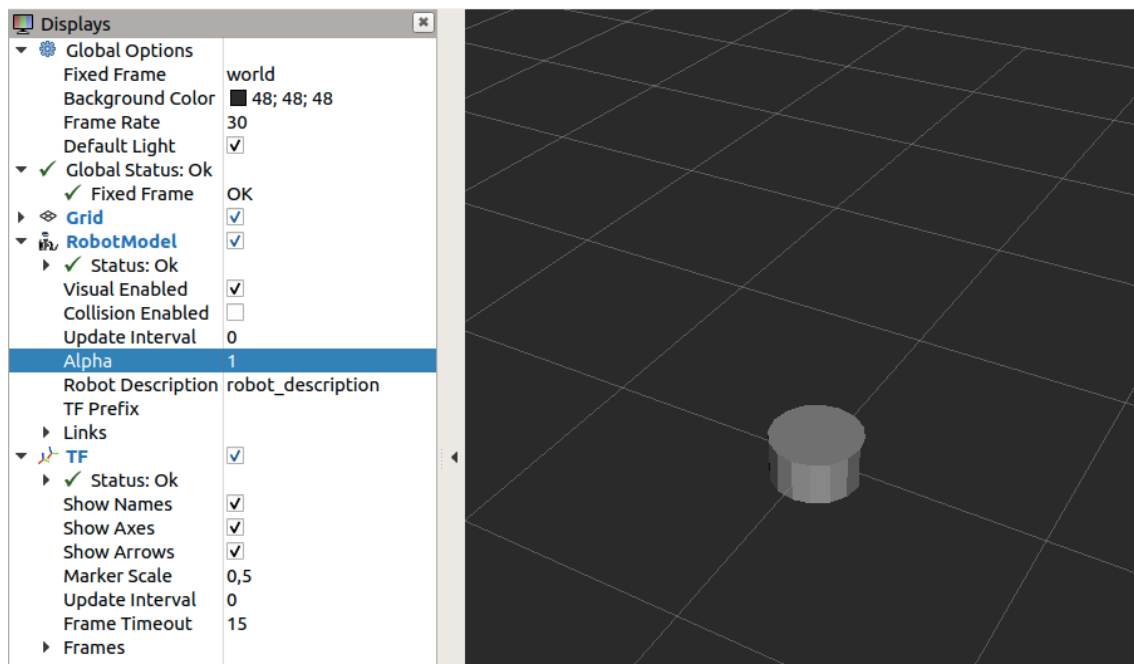 Displays
Global Options
Fixed Frame world
Background Color 48; 48; 48
Frame Rate 30
Default Light
Global Status: Ok
Fixed Frame OK
Grid
RobotModel
Status: Ok
Visual Enabled
Collision Enabled
Update Interval 0
Alpha 1
Robot Description robot_description
TF Prefix
Links
TF
Status: Ok
Show Names
Show Axes
Show Arrows
Marker Scale 0,5
Update Interval 0
Frame Timeout 15
Frames